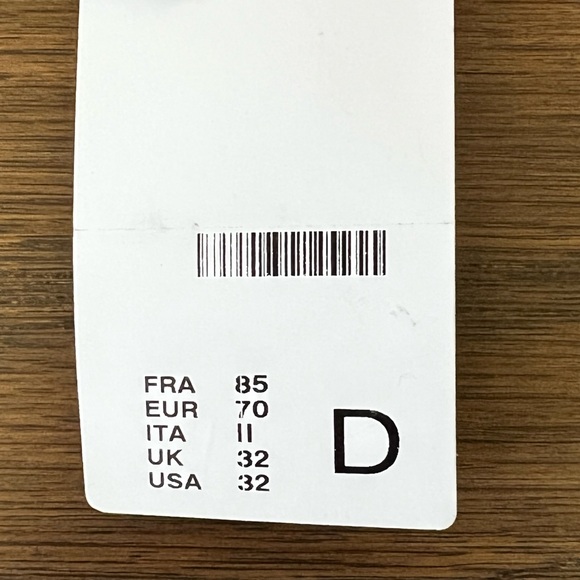 FRA 85
EUR 70
ITA II
UK 32
USA 32
D